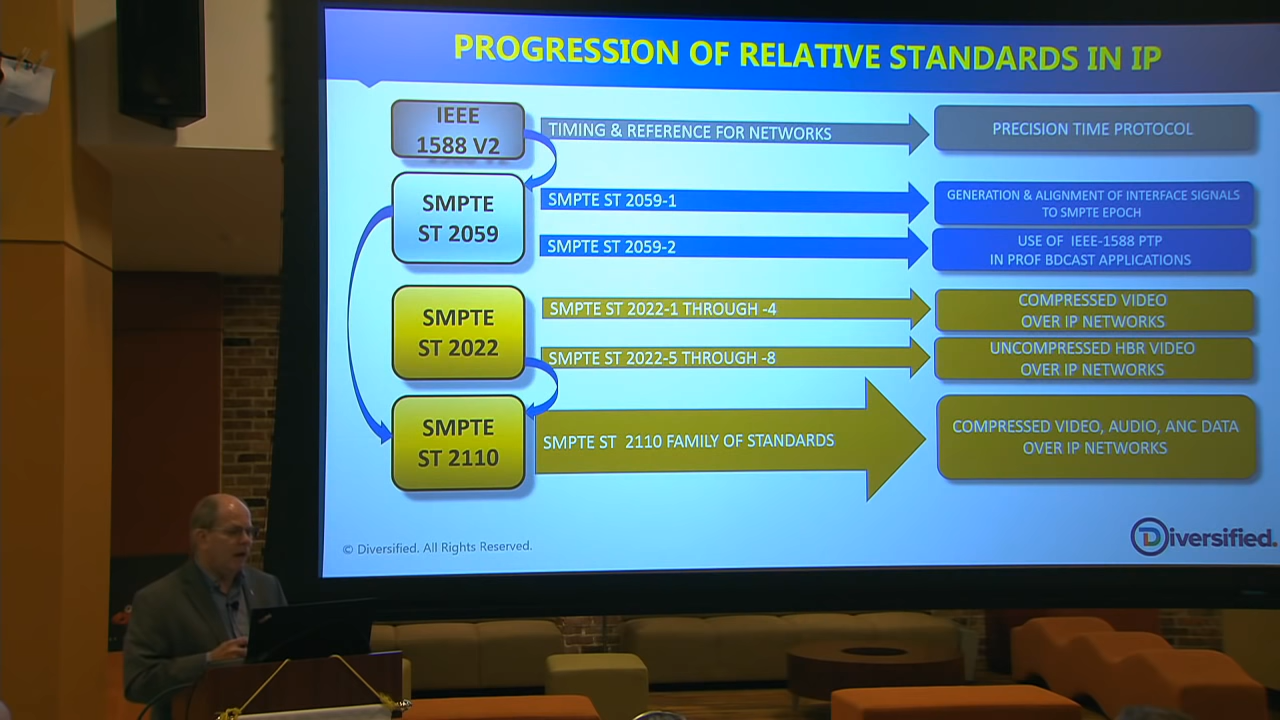 PROGRESSION OF RELATIVE STANDARDS IN IP
IEEE
1588 V2
TIMING & REFERENCE FOR NETWORKS
PRECISION TIME PROTOCOL
SMPTE
ST 2059
SMPTE ST 2059-1
GENERATION & ALIGNMENT OF INTERFACE SIGNALS
TO SMPTE EPOCH
SMPTE ST 2059-2
USE OF IEEE-1588 PTP
IN PROF BDCAST APPLICATIONS
SMPTE
ST 2022
SMPTE ST 2022-1 THROUGH -4
COMPRESSED VIDEO
OVER IP NETWORKS
SMPTE ST 2022-5 THROUGH -8
UNCOMPRESSED HBR VIDEO
OVER IP NETWORKS
SMPTE
ST 2110
SMPTE ST 2110 FAMILY OF STANDARDS
COMPRESSED VIDEO, AUDIO, ANC DATA
OVER IP NETWORKS
© Diversified. All Rights Reserved.
Diversified.